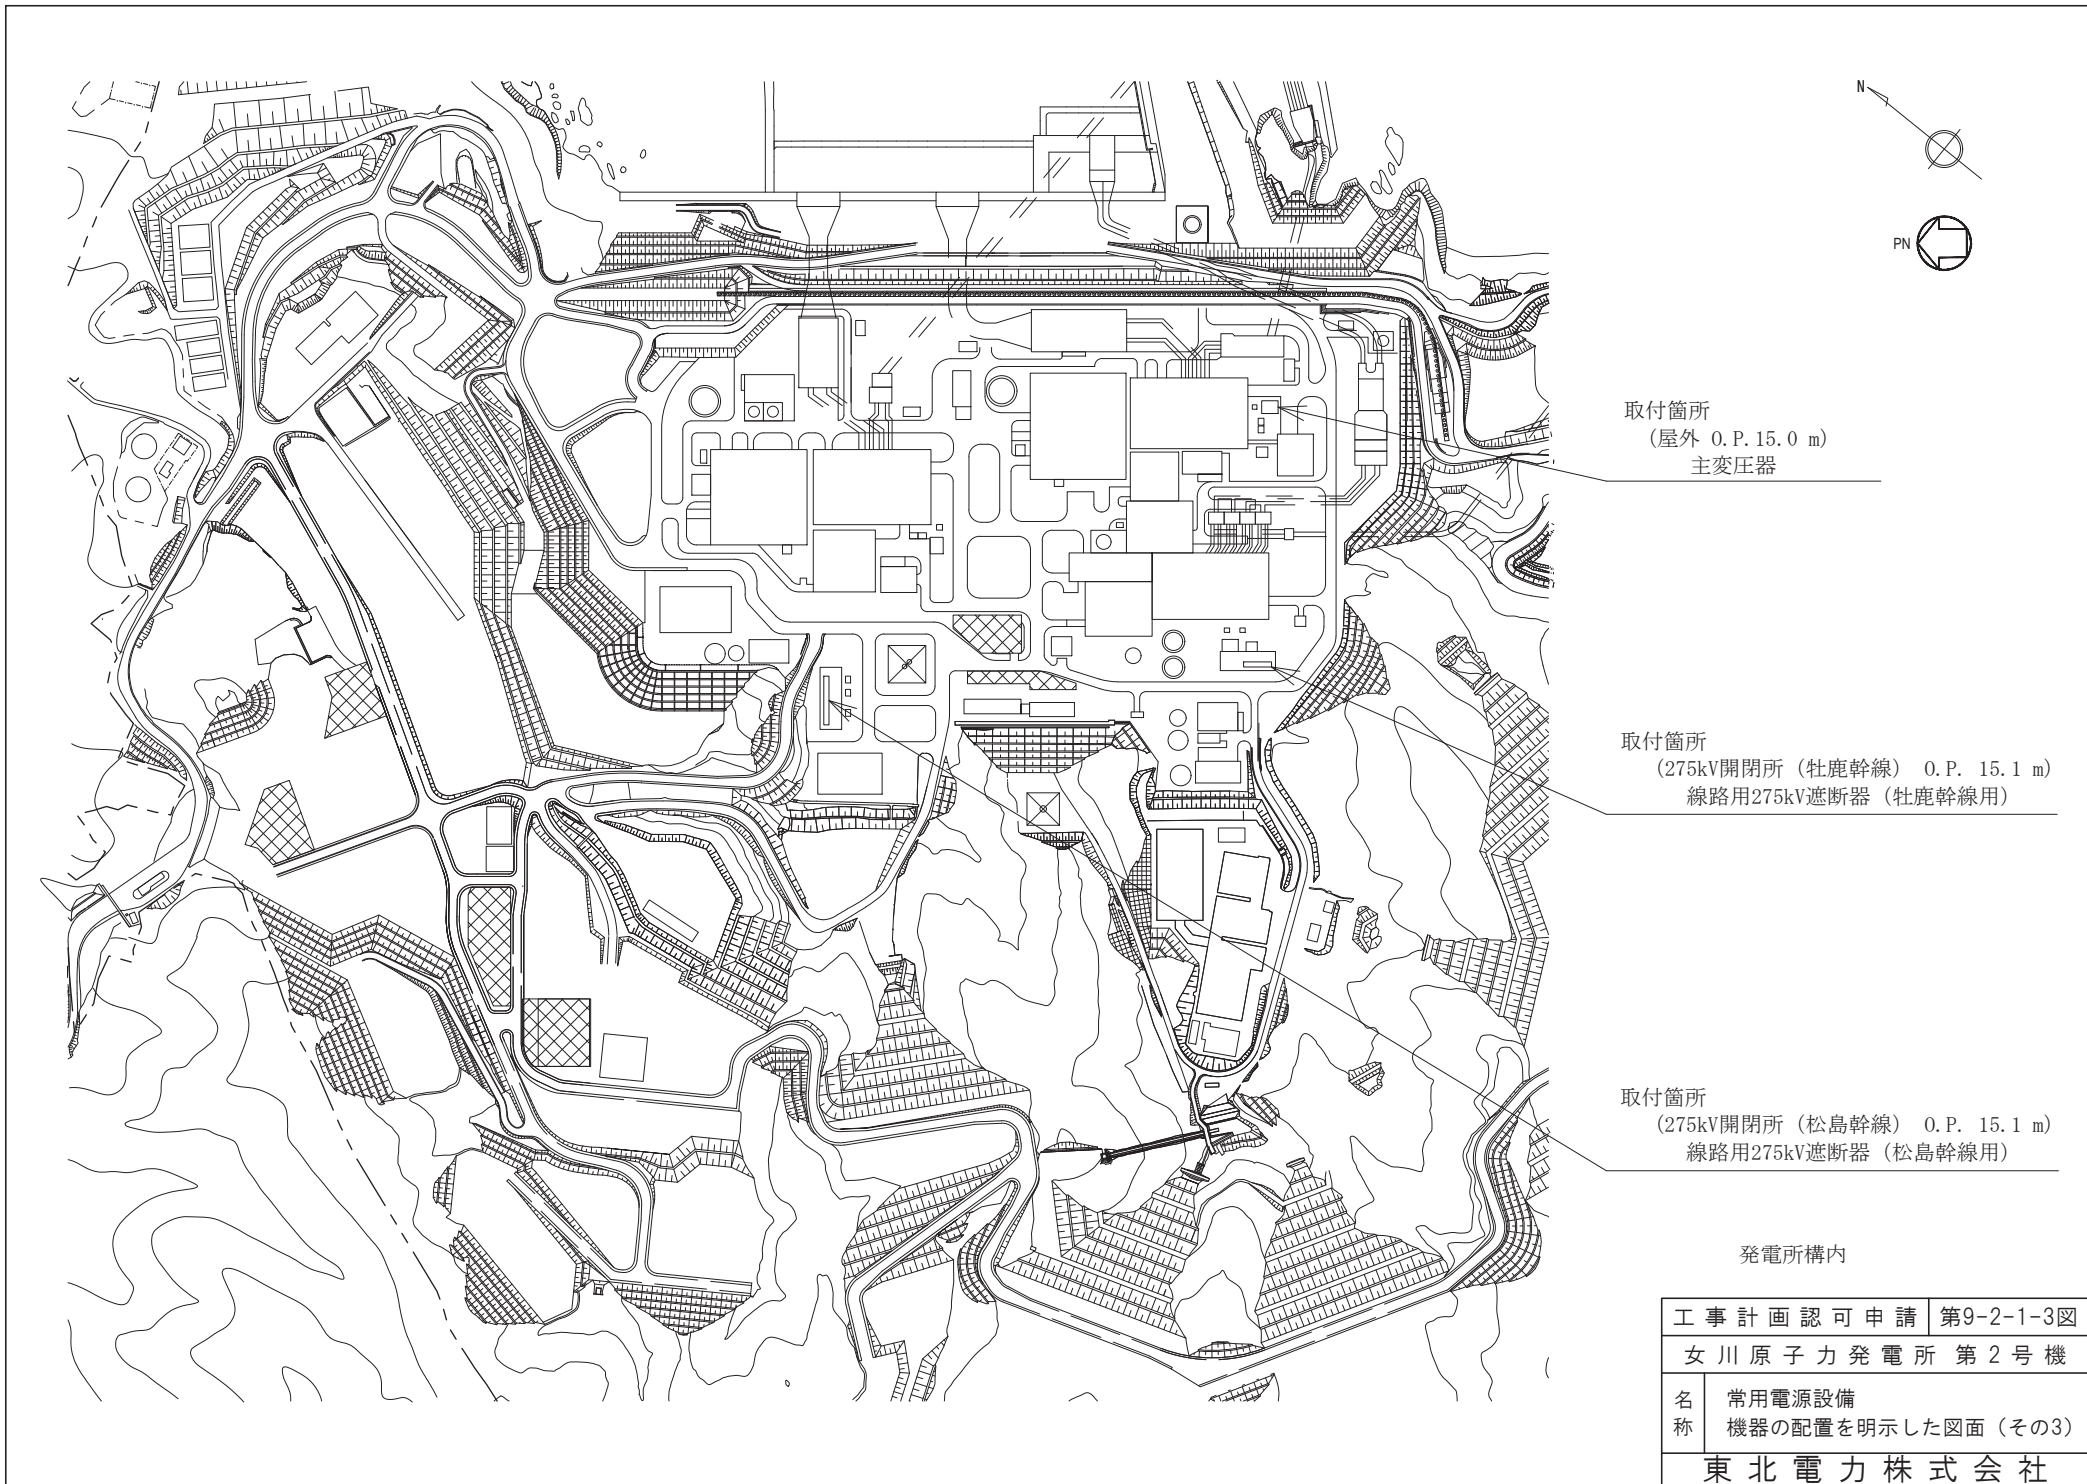 N
PN
取付箇所
(屋外 O.P.15.0 m)
主変圧器
取付箇所
(275kV開閉所（牡鹿幹線） O.P. 15.1 m)
線路用275kV遮断器（牡鹿幹線用）
取付箇所
(275kV開閉所（松島幹線） O.P. 15.1 m)
線路用275kV遮断器（松島幹線用）
発電所構内
工事計画認可申請 第9-2-1-3図
女川原子力発電所 第2号機
名称 常用電源設備
機器の配置を明示した図面（その3）
東北電力株式会社